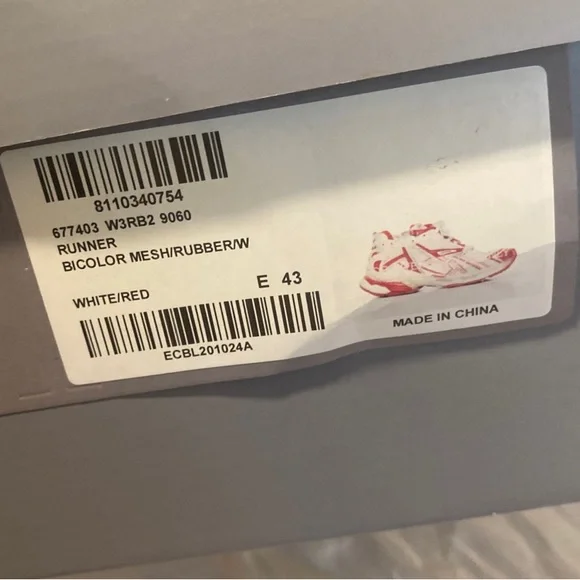 8110340754
677403 W3RB2 9060
RUNNER
BICOLOR MESH/RUBBER/W
WHITE/RED
E 43
ECBL201024A
MADE IN CHINA